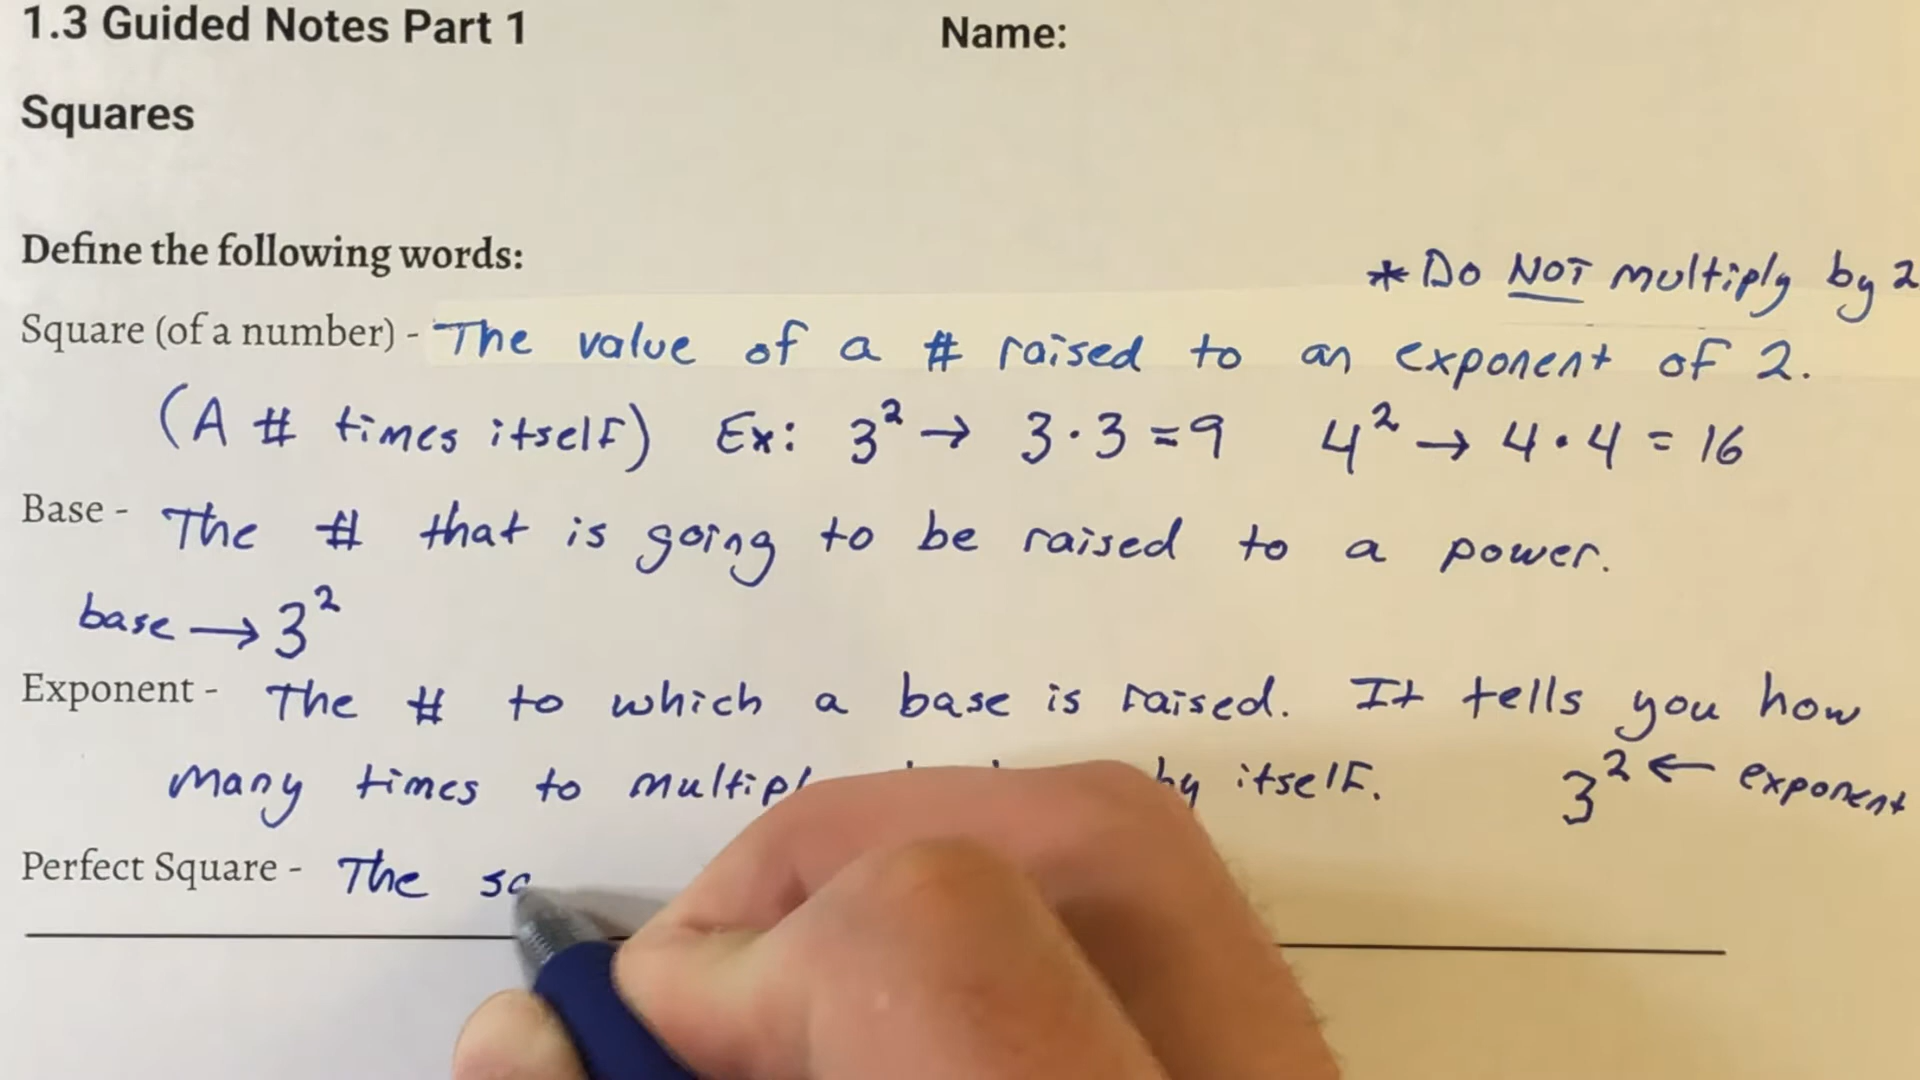 1.3 Guided Notes Part 1 Name:
Squares
Define the following words:
*Do NOT multiply by 2
Square (of a number) - The value of a # raised to an exponent of 2.
(A # times itself) Ex: 3² → 3·3=9 4² → 4·4=16
Base - The # that is going to be raised to a power.
base → 3²
Exponent - The # to which a base is raised. It tells you how
many times to by itself. 3² ← exponent
Perfect Square - The